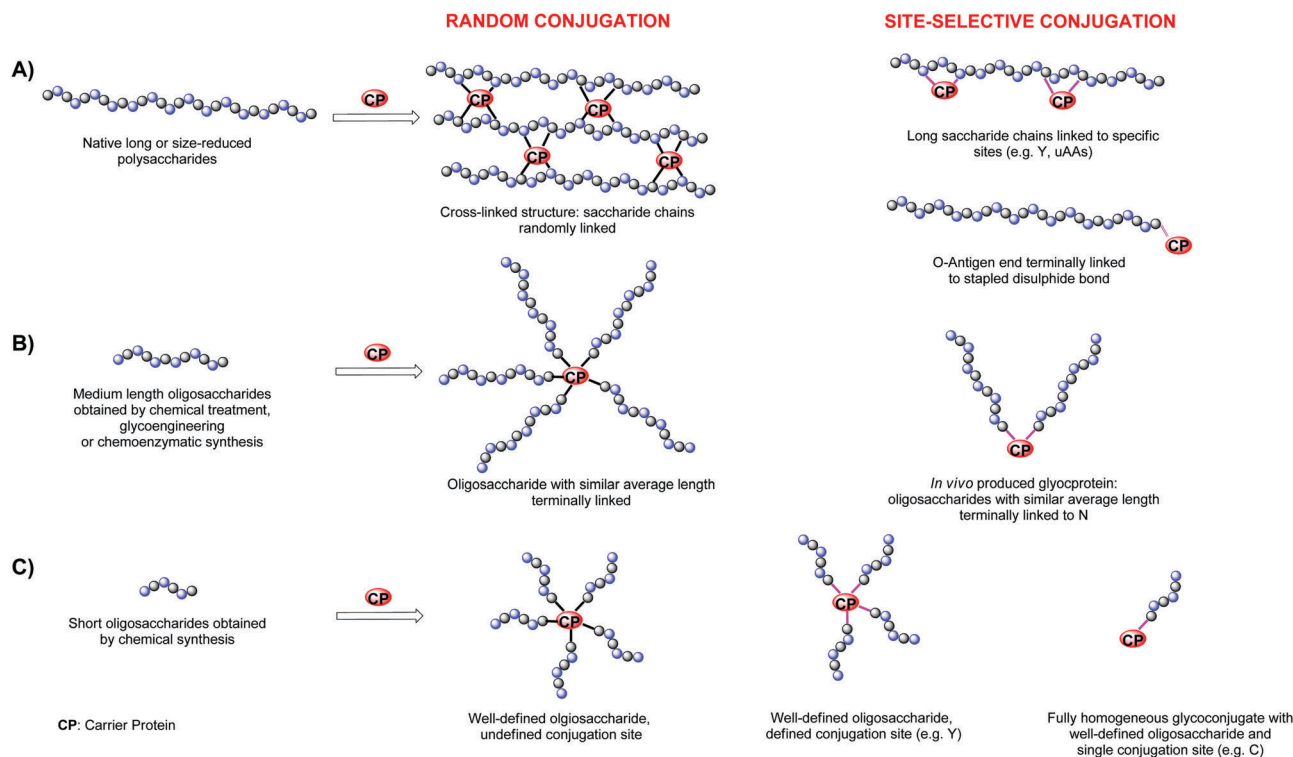 RANDOM CONJUGATION
SITE-SELECTIVE CONJUGATION
A)
CP
CP
CP
CP
CP
CP
CP
Native long or size-reduced
polysaccharides
Cross-linked structure: saccharide chains
randomly linked
Long saccharide chains linked to specific
sites (e.g. Y, uAAs)
CP
O-Antigen end terminally linked
to stapled disulphide bond
B)
CP
CP
CP
Medium length oligosaccharides
obtained by chemical treatment,
glycoengineering
or chemoenzymatic synthesis
Oligosaccharide with similar average length
terminally linked
In vivo produced glyocprotein:
oligosaccharides with similar average length
terminally linked to N
C)
CP
CP
CP
CP
Short oligosaccharides obtained
by chemical synthesis
CP: Carrier Protein
Well-defined olgiosaccharide,
undefined conjugation site
Well-defined oligosaccharide,
defined conjugation site (e.g. Y)
Fully homogeneous glycoconjugate with
well-defined oligosaccharide and
single conjugation site (e.g. C)